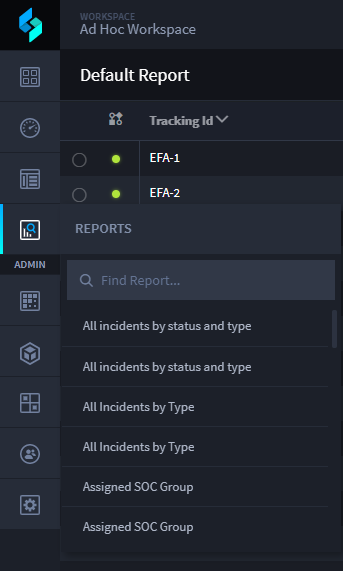 WORKSPACE
Ad Hoc Workspace
Default Report
Tracking Id
EFA-1
EFA-2
REPORTS
ADMIN
Find Report...
All incidents by status and type
All incidents by status and type
All Incidents by Type
All Incidents by Type
Assigned SOC Group
Assigned SOC Group